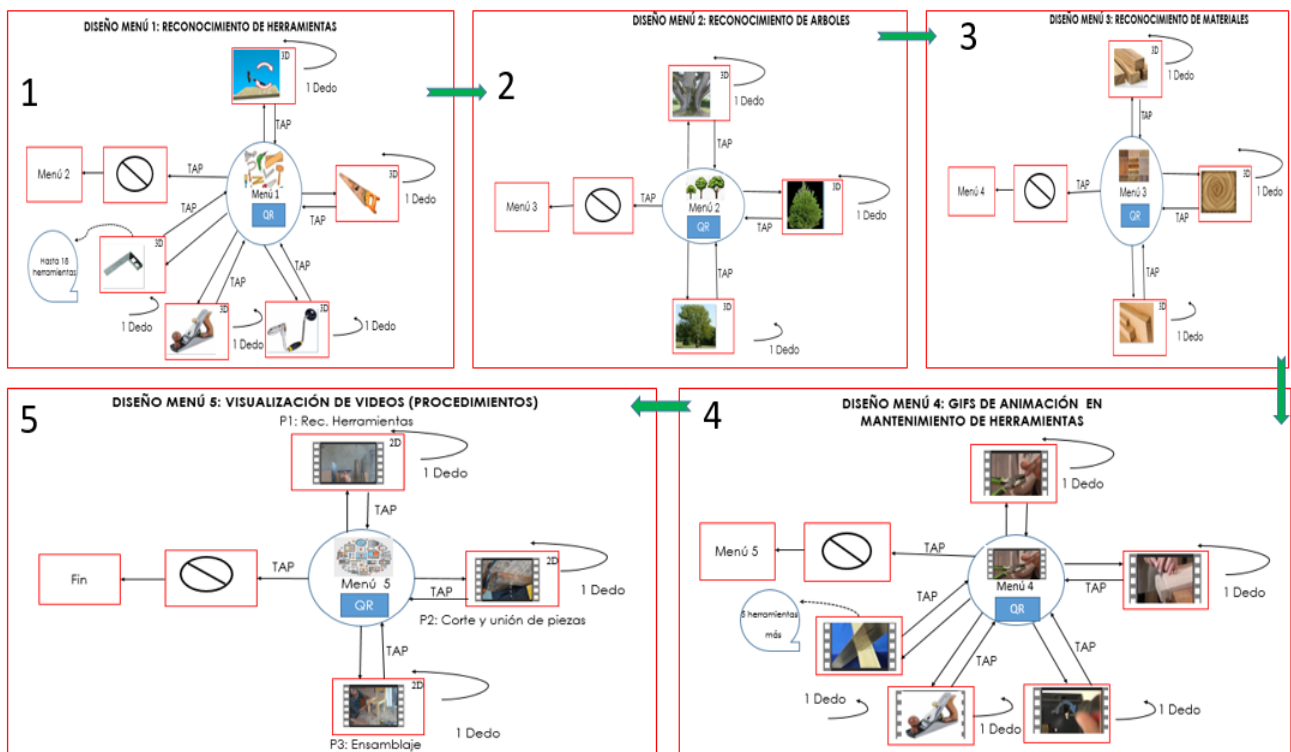 DISEÑO MENÚ 1: RECONOCIMIENTO DE HERRAMIENTAS
1
3D
1 Dedo
TAP
Menú 2
TAP
Menú 1
QR
3D
TAP
1 Dedo
TAP
Hasta 18
herramientas
3D
TAP
TAP
1 Dedo
3D
1 Dedo
3D
1 Dedo
DISEÑO MENÚ 2: RECONOCIMIENTO DE ARBOLES
2
3D
1 Dedo
TAP
Menú 3
TAP
Menú 2
QR
3D
TAP
1 Dedo
TAP
3D
1 Dedo
DISEÑO MENÚ 3: RECONOCIMIENTO DE MATERIALES
3
3D
1 Dedo
TAP
Menú 4
TAP
Menú 3
QR
3D
TAP
1 Dedo
TAP
3D
1 Dedo
DISEÑO MENÚ 5: VISUALIZACIÓN DE VIDEOS (PROCEDIMIENTOS)
5
P1: Rec. Herramientas
2D
1 Dedo
TAP
Fin
TAP
Menú 5
QR
2D
TAP
1 Dedo
P2: Corte y unión de piezas
TAP
2D
1 Dedo
P3: Ensamblaje
4
DISEÑO MENÚ 4: GIFS DE ANIMACIÓN EN
MANTENIMIENTO DE HERRAMIENTAS
1 Dedo
TAP
Menú 5
TAP
Menú 4
QR
TAP
1 Dedo
TAP
5 herramientas
más
TAP
TAP
1 Dedo
1 Dedo
1 Dedo